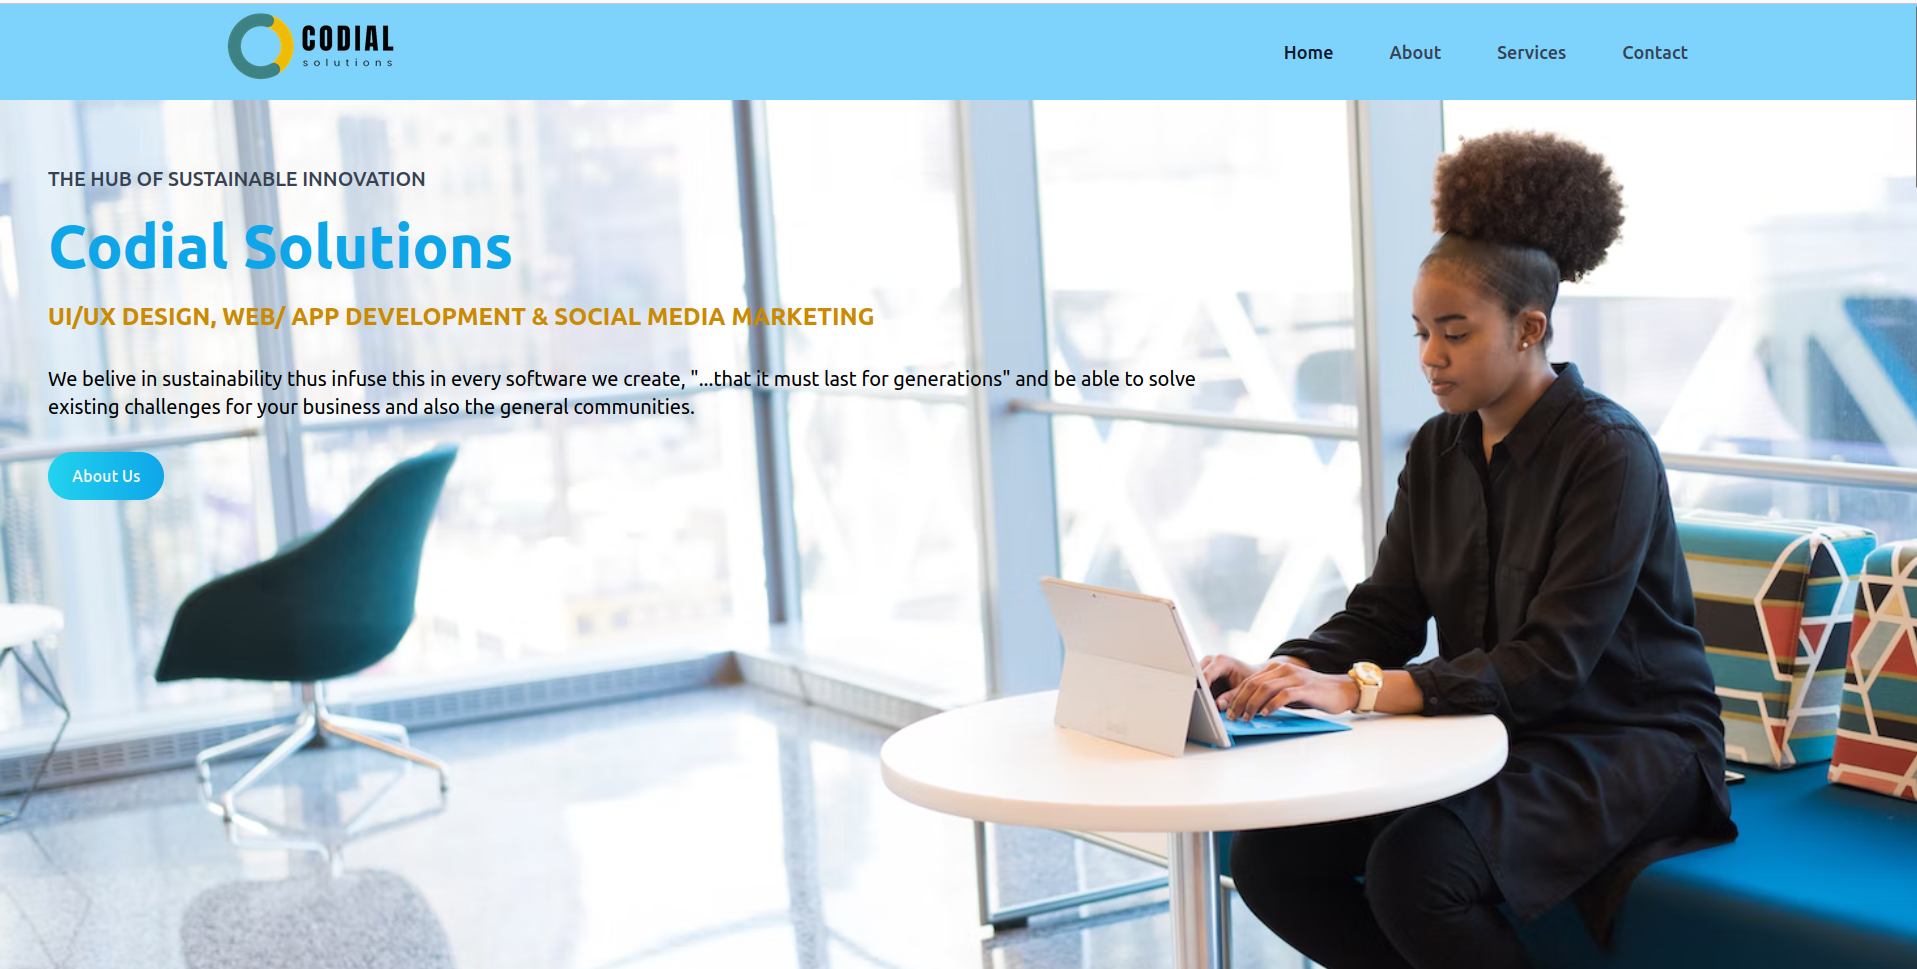 CODIAL
solutions
Home About Services Contact
THE HUB OF SUSTAINABLE INNOVATION
Codial Solutions
UI/UX DESIGN, WEB/ APP DEVELOPMENT & SOCIAL MEDIA MARKETING
We belive in sustainability thus infuse this in every software we create, "...that it must last for generations" and be able to solve
existing challenges for your business and also the general communities.
About Us